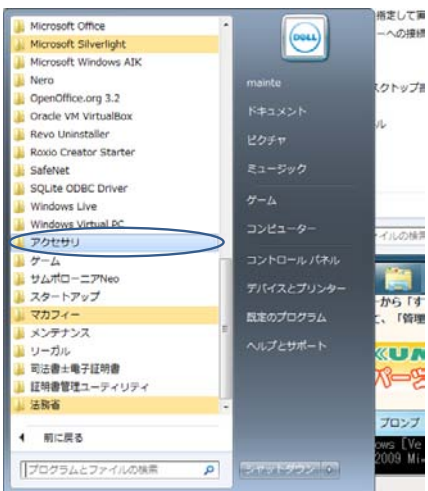 Microsoft Office
Microsoft Silverlight
Microsoft Windows AIK
Nero
OpenOffice.org 3.2
Oracle VM VirtualBox
Revo Uninstaller
Roxio Creator Starter
SafeNet
SQLite ODBC Driver
Windows Live
Windows Virtual PC
アクセサリ
ゲーム
サムポローニアNeo
スタートアップ
マカフィー
メンテナンス
リーガル
司法書士電子証明書
証明書管理ユーティリティ
法務省
前に戻る
プログラムとファイルの検索
DELL
mainte
ドキュメント
ピクチャ
ミュージック
ゲーム
コンピューター
コントロール パネル
デバイスとプリンター
既定のプログラム
ヘルプとサポート
シャットダウン
指定して実
ーへの接続
スクトップ画
ル
イルの検索
から「す
、「管理
«UN
パーツ
プロンプ
ows [Ve
2009 Mi